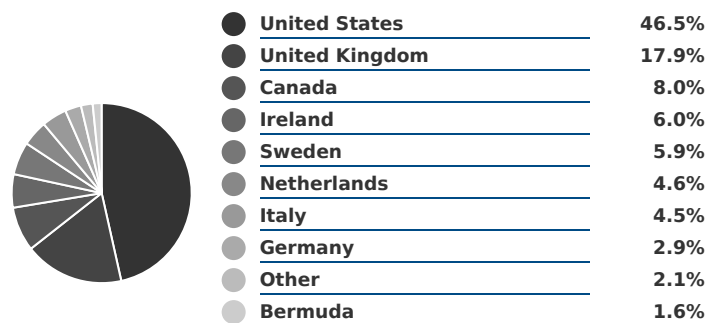 United States 46.5%
United Kingdom 17.9%
Canada 8.0%
Ireland 6.0%
Sweden 5.9%
Netherlands 4.6%
Italy 4.5%
Germany 2.9%
Other 2.1%
Bermuda 1.6%